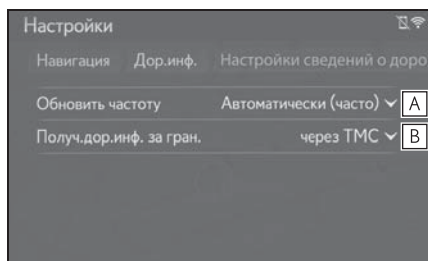 Настройки
Навигация Дор.инф. Настройки сведений о доро
Обновить частоту Автоматически (часто) A
Получ.дор.инф. за гран. через TMC B